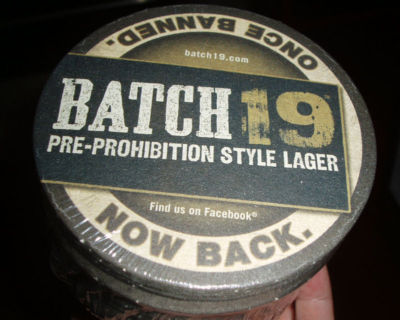 ONCE BANNED.
batch19.com
BATCH 19
PRE-PROHIBITION STYLE LAGER
Find us on Facebook®
NOW BACK.